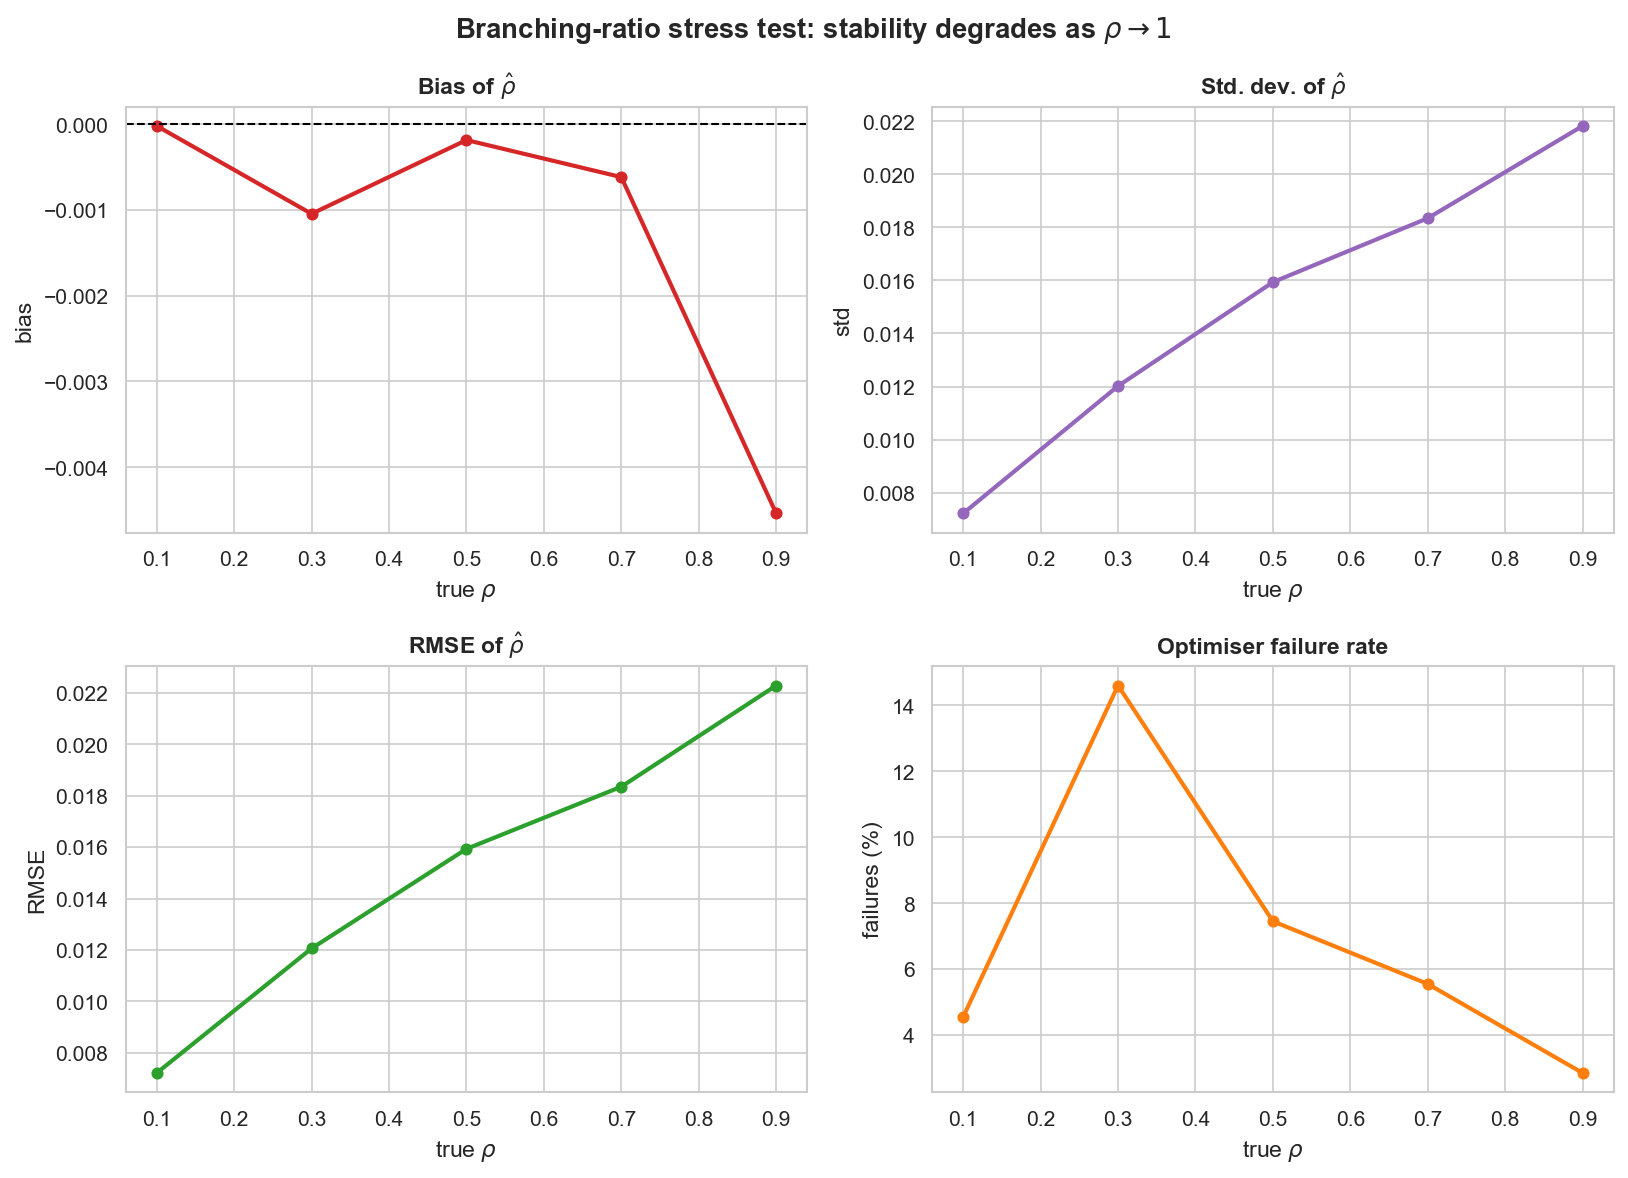 Branching-ratio stress test: stability degrades as ρ → 1
Bias of ρ̂
0.000
−0.001
−0.002
−0.003
−0.004
bias
0.1 0.2 0.3 0.4 0.5 0.6 0.7 0.8 0.9
true ρ
Std. dev. of ρ̂
0.022
0.020
0.018
0.016
0.014
0.012
0.010
0.008
std
0.1 0.2 0.3 0.4 0.5 0.6 0.7 0.8 0.9
true ρ
RMSE of ρ̂
0.022
0.020
0.018
0.016
0.014
0.012
0.010
0.008
RMSE
0.1 0.2 0.3 0.4 0.5 0.6 0.7 0.8 0.9
true ρ
Optimiser failure rate
14
12
10
8
6
4
failures (%)
0.1 0.2 0.3 0.4 0.5 0.6 0.7 0.8 0.9
true ρ